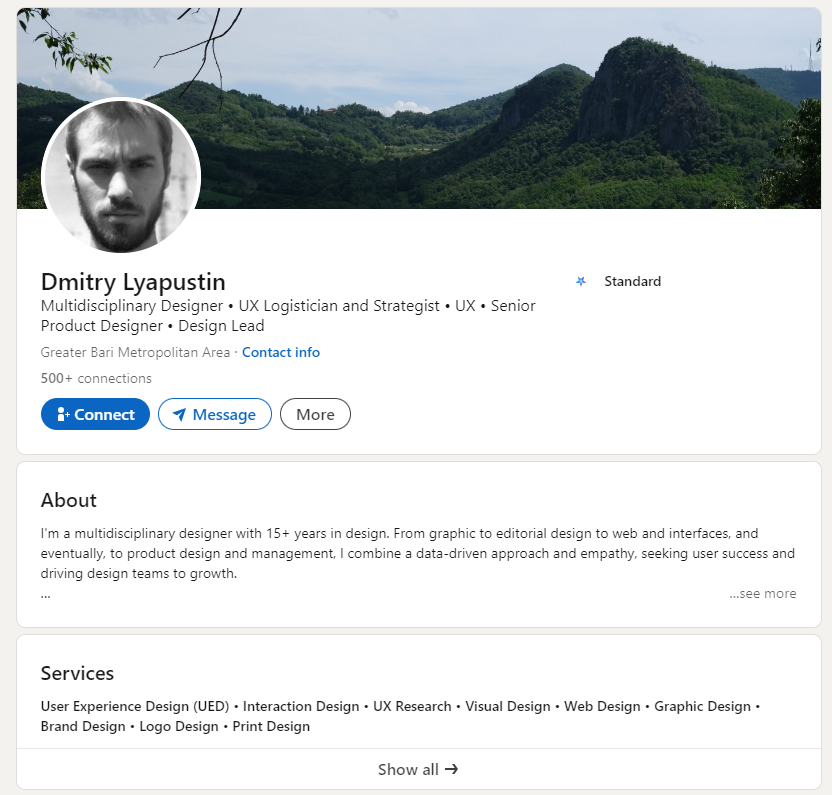 Dmitry Lyapustin
Standard
Multidisciplinary Designer • UX Logistician and Strategist • UX • Senior
Product Designer • Design Lead
Greater Bari Metropolitan Area · Contact info
500+ connections
Connect
Message
More
About
I'm a multidisciplinary designer with 15+ years in design. From graphic to editorial design to web and interfaces, and
eventually, to product design and management, I combine a data-driven approach and empathy, seeking user success and
driving design teams to growth.
...
...see more
Services
User Experience Design (UED) • Interaction Design • UX Research • Visual Design • Web Design • Graphic Design •
Brand Design • Logo Design • Print Design
Show all →